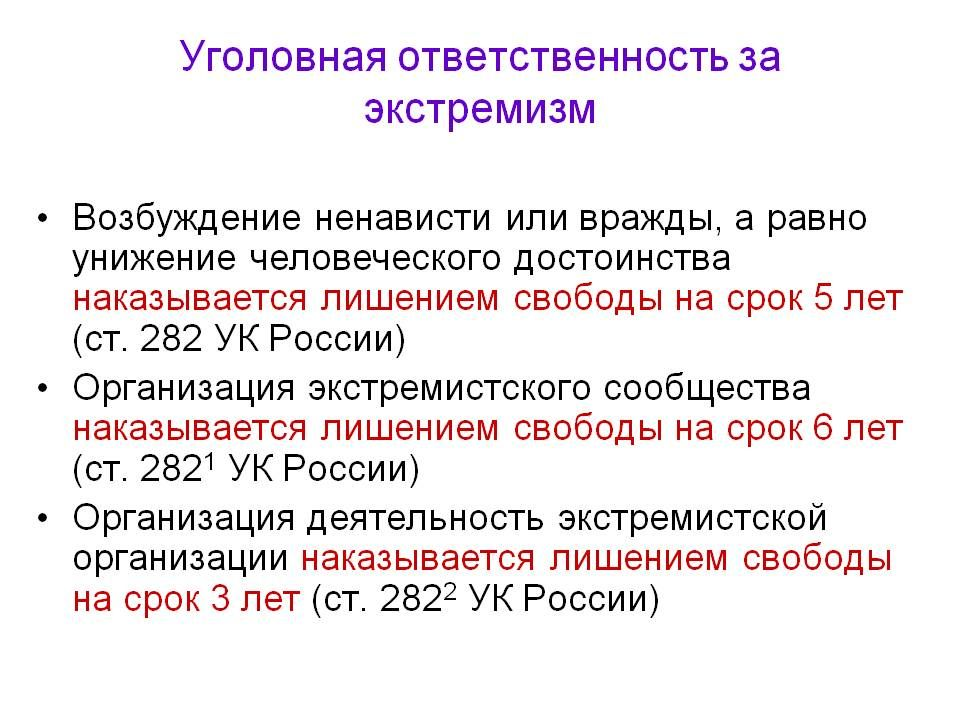 Уголовная ответственность за
экстремизм
• Возбуждение ненависти или вражды, а равно
унижение человеческого достоинства
наказывается лишением свободы на срок 5 лет
(ст. 282 УК России)
• Организация экстремистского сообщества
наказывается лишением свободы на срок 6 лет
(ст. 282¹ УК России)
• Организация деятельность экстремистской
организации наказывается лишением свободы
на срок 3 лет (ст. 282² УК России)